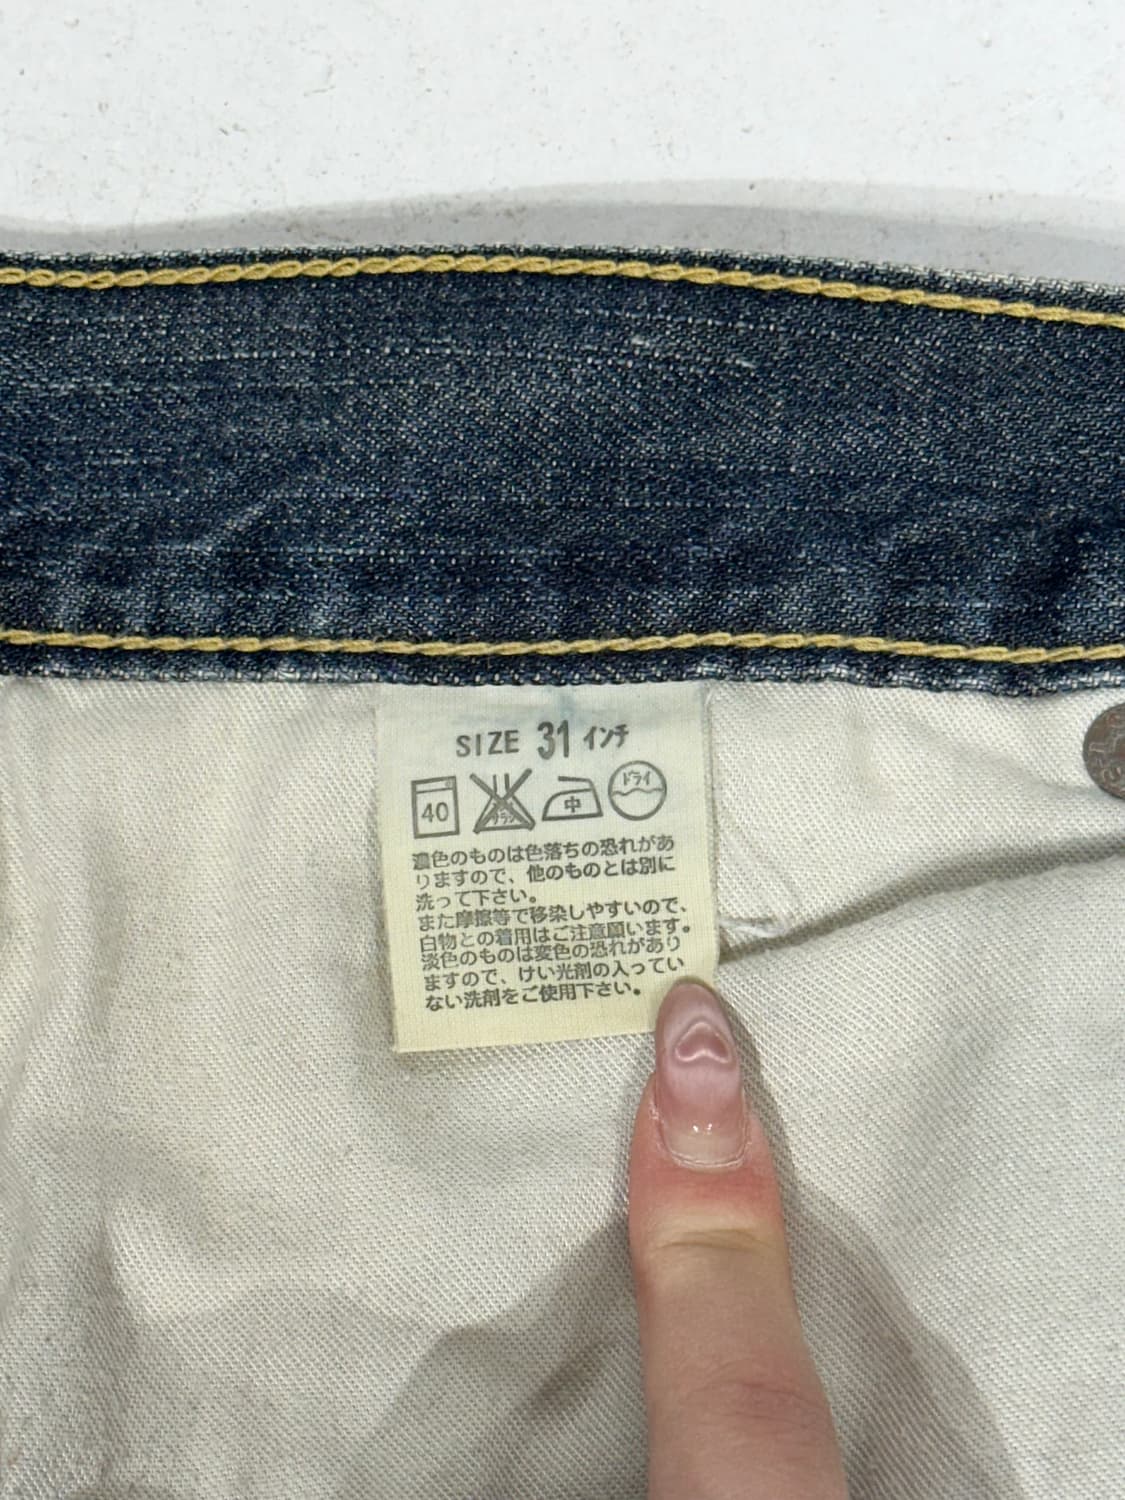 SIZE 31 インチ
40 中 ドライ
濃色のものは色落ちの恐れがあ
りますので、他のものとは別に
洗って下さい。
また摩擦等で移染しやすいので、
白物との着用はご注意願います。
淡色のものは変色の恐れがあり
ますので、けい光剤の入ってい
ない洗剤をご使用下さい。